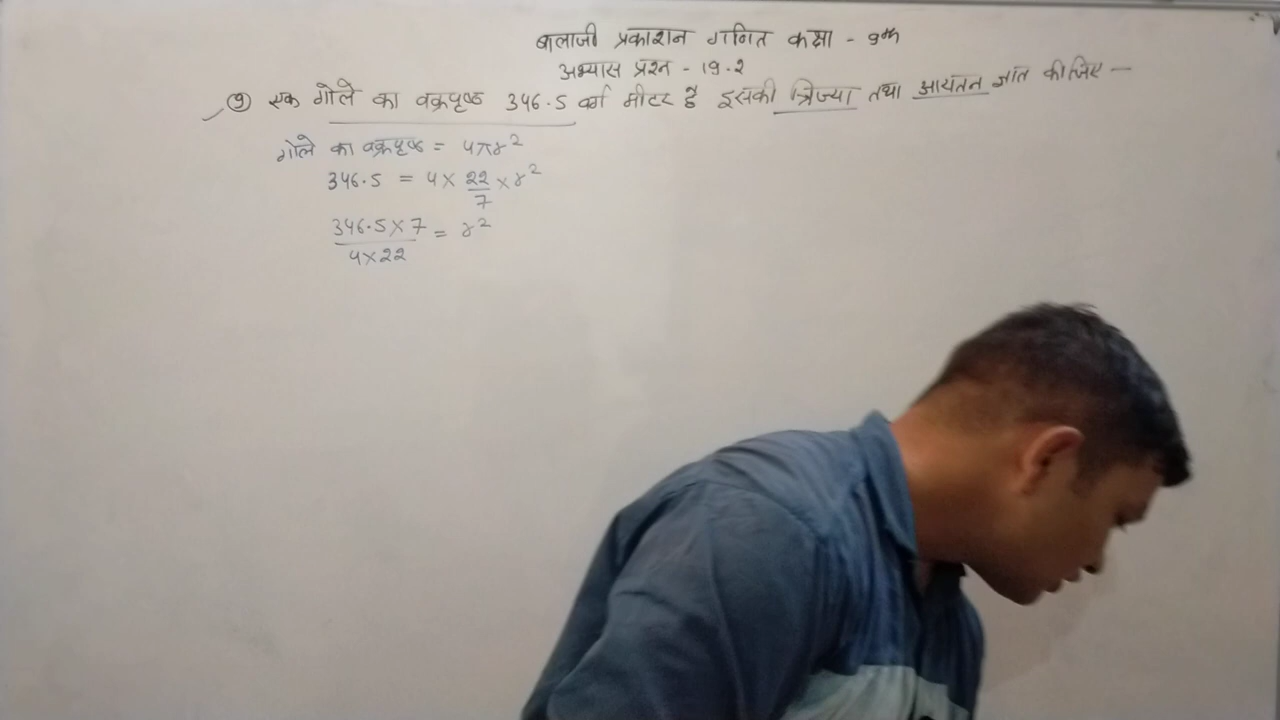 बालाजी प्रकाशन गणित कक्षा - 9th
अभ्यास प्रश्न - 19.2
9) एक गोले का वक्रपृष्ठ 346.5 वर्ग मीटर है इसकी त्रिज्या तथा आयतन ज्ञात कीजिए —
गोले का वक्रपृष्ठ = 4πr²
346.5 = 4 × 22/7 × r²
346.5 × 7 / 4 × 22 = r²